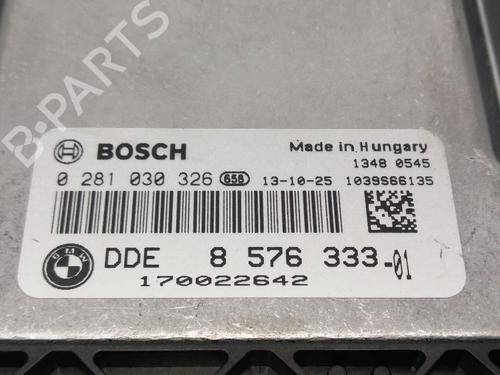 B-PARTS
BOSCH
Made in Hungary
1348 0545
0 281 030 326 658 13-10-25 1039S66135
BMW
DDE 8 576 333-01
170022642